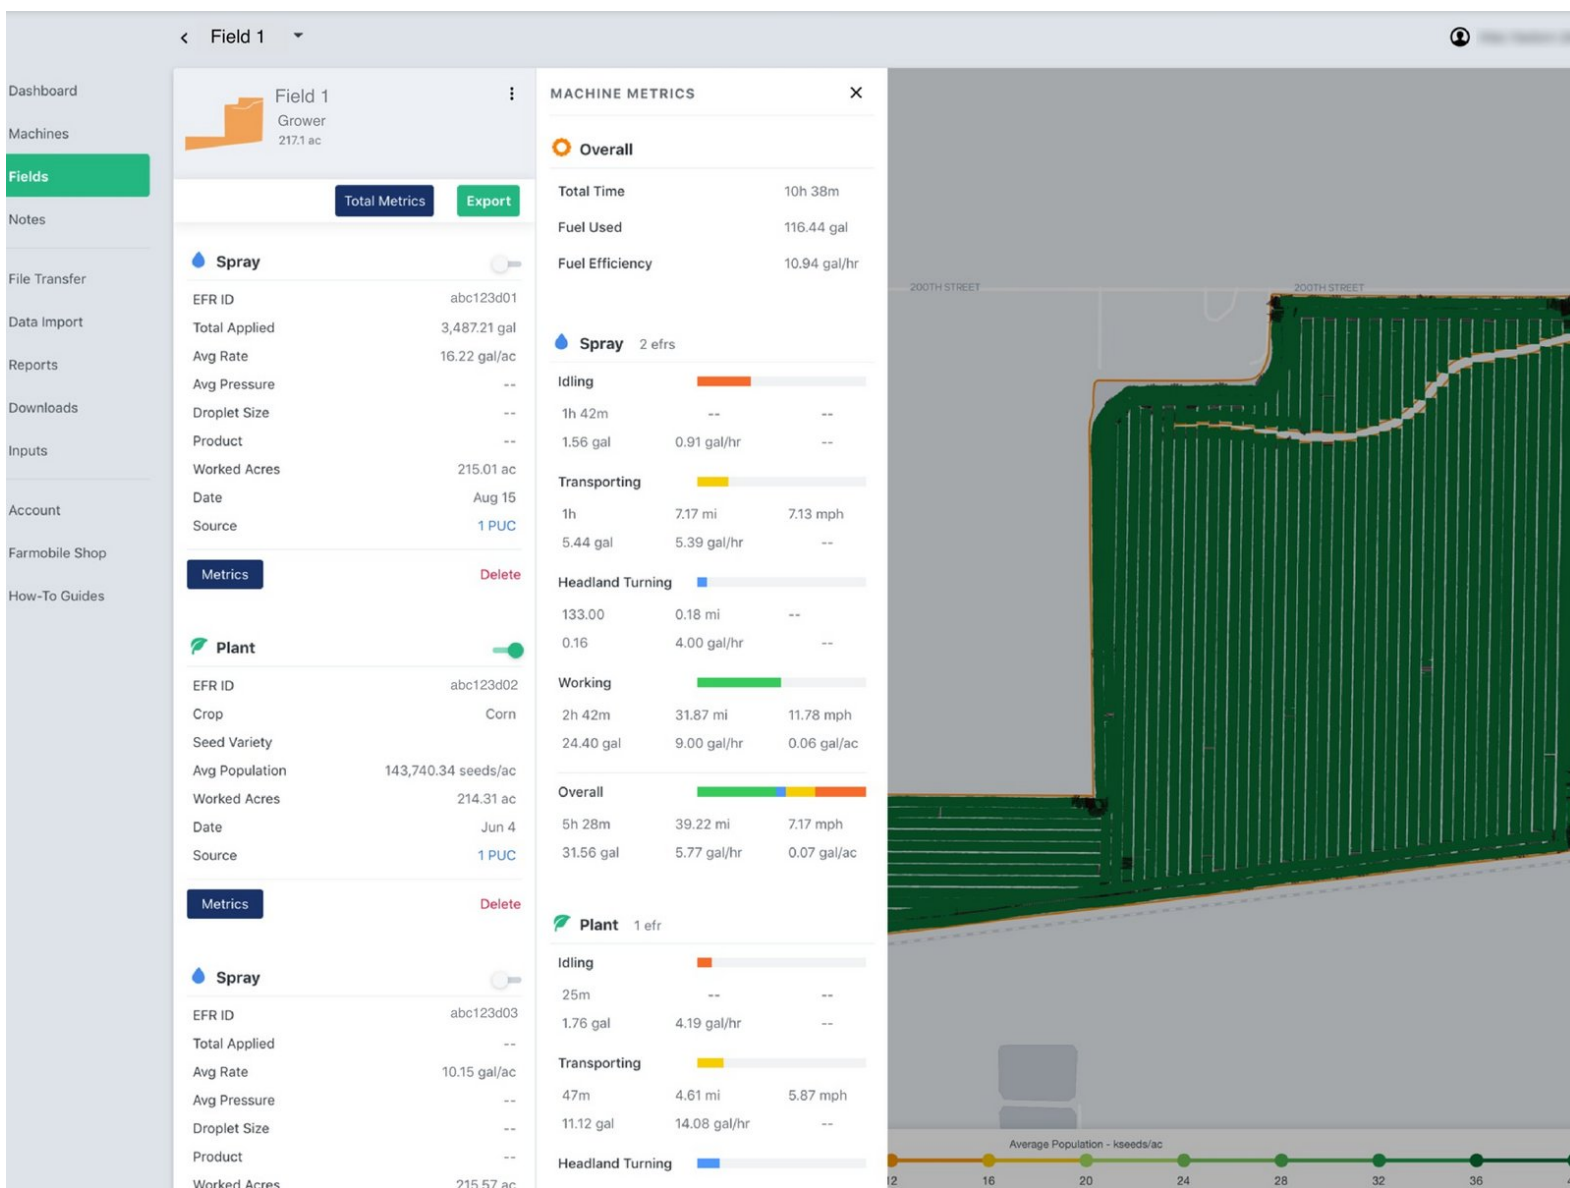 Field 1
Dashboard
Machines
Fields
Notes
File Transfer
Data Import
Reports
Downloads
Inputs
Account
Farmobile Shop
How-To Guides
Field 1
Grower
217.1 ac
Total Metrics Export
Spray
EFR ID abc123d01
Total Applied 3,487.21 gal
Avg Rate 16.22 gal/ac
Avg Pressure --
Droplet Size --
Product --
Worked Acres 215.01 ac
Date Aug 15
Source 1 PUC
Metrics Delete
Plant
EFR ID abc123d02
Crop Corn
Seed Variety
Avg Population 143,740.34 seeds/ac
Worked Acres 214.31 ac
Date Jun 4
Source 1 PUC
Metrics Delete
Spray
EFR ID abc123d03
Total Applied --
Avg Rate 10.15 gal/ac
Avg Pressure --
Droplet Size --
Product --
Worked Acres 215.57 ac
MACHINE METRICS
Overall
Total Time 10h 38m
Fuel Used 116.44 gal
Fuel Efficiency 10.94 gal/hr
Spray 2 efrs
Idling
1h 42m -- --
1.56 gal 0.91 gal/hr --
Transporting
1h 7.17 mi 7.13 mph
5.44 gal 5.39 gal/hr --
Headland Turning
133.00 0.18 mi --
0.16 4.00 gal/hr --
Working
2h 42m 31.87 mi 11.78 mph
24.40 gal 9.00 gal/hr 0.06 gal/ac
Overall
5h 28m 39.22 mi 7.17 mph
31.56 gal 5.77 gal/hr 0.07 gal/ac
Plant 1 efr
Idling
25m -- --
1.76 gal 4.19 gal/hr --
Transporting
47m 4.61 mi 5.87 mph
11.12 gal 14.08 gal/hr --
Headland Turning
200TH STREET 200TH STREET
Average Population - kseeds/ac
12 16 20 24 28 32 36